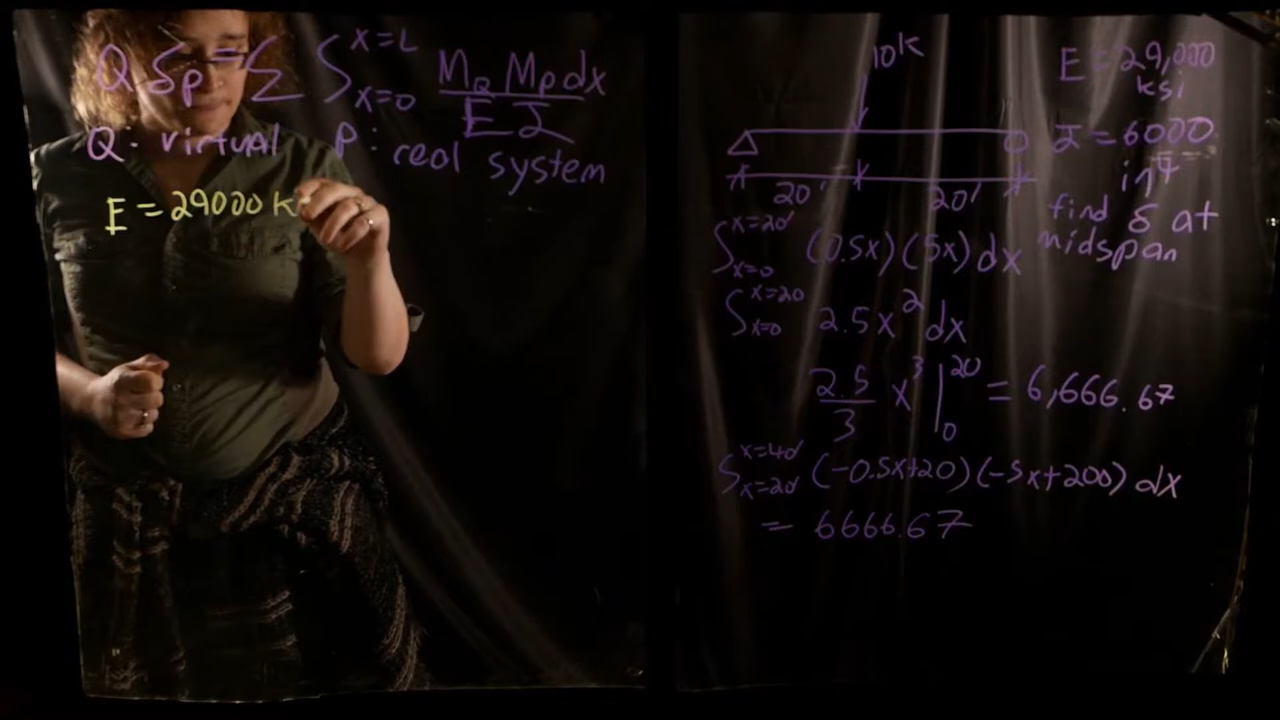 Qδp = Σ ∫x=0 x=L MQ Mp dx / E I
Q: virtual P: real system
E = 29000 k
10k
E = 29,000
ksi
I = 6000
in4
20' 20'
find δ at
midspan
∫x=0 x=20' (0.5x)(5x) dx
∫x=0 x=20 2.5x² dx
2.5/3 x³ |0 20 = 6,666.67
∫x=20' x=40' (-0.5x+20)(-5x+200) dx
= 6666.67